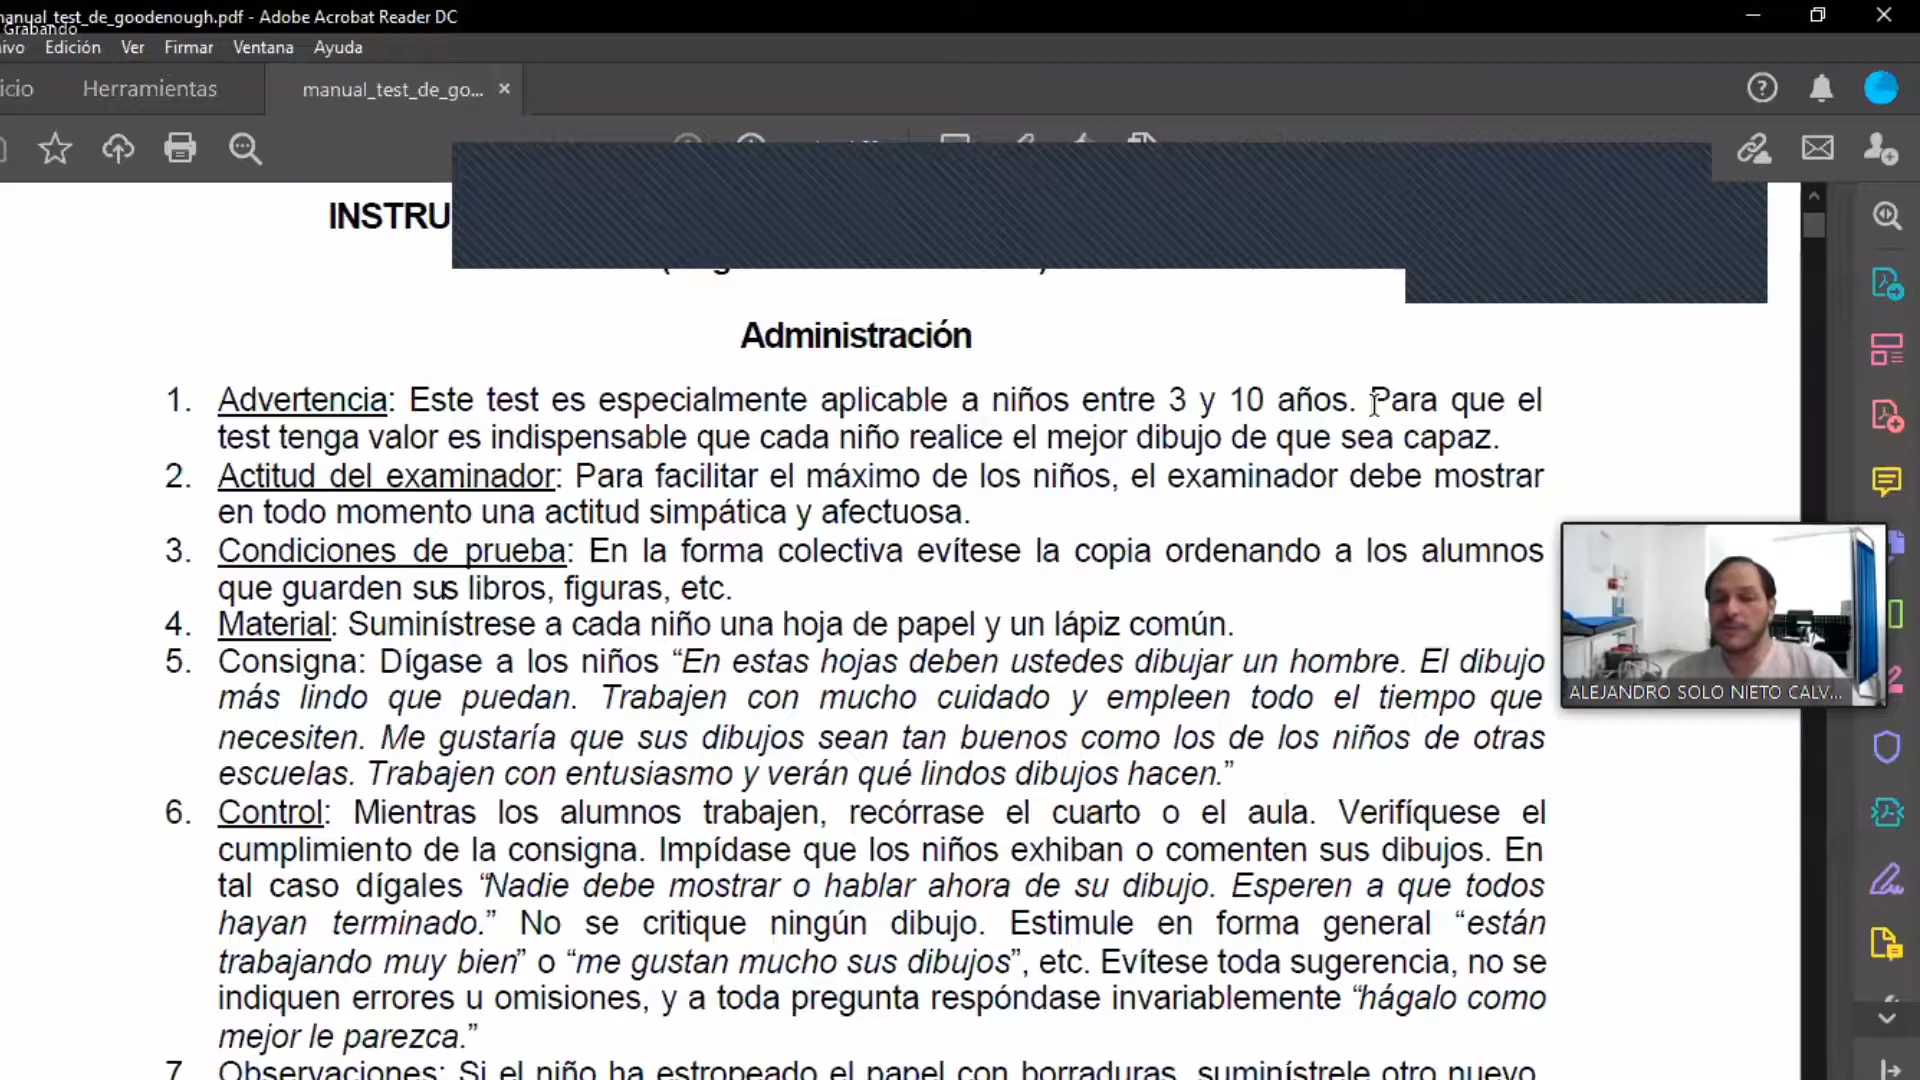 manual_test_de_goodenough.pdf - Adobe Acrobat Reader DC
Grabando
Edición Ver Firmar Ventana Ayuda
Herramientas manual_test_de_go...
INSTRU
Administración
1. Advertencia: Este test es especialmente aplicable a niños entre 3 y 10 años. Para que el
test tenga valor es indispensable que cada niño realice el mejor dibujo de que sea capaz.
2. Actitud del examinador: Para facilitar el máximo de los niños, el examinador debe mostrar
en todo momento una actitud simpática y afectuosa.
3. Condiciones de prueba: En la forma colectiva evítese la copia ordenando a los alumnos
que guarden sus libros, figuras, etc.
4. Material: Suminístrese a cada niño una hoja de papel y un lápiz común.
5. Consigna: Dígase a los niños “En estas hojas deben ustedes dibujar un hombre. El dibujo
más lindo que puedan. Trabajen con mucho cuidado y empleen todo el tiempo que
necesiten. Me gustaría que sus dibujos sean tan buenos como los de los niños de otras
escuelas. Trabajen con entusiasmo y verán qué lindos dibujos hacen.”
6. Control: Mientras los alumnos trabajen, recórrase el cuarto o el aula. Verifíquese el
cumplimiento de la consigna. Impídase que los niños exhiban o comenten sus dibujos. En
tal caso dígales “Nadie debe mostrar o hablar ahora de su dibujo. Esperen a que todos
hayan terminado.” No se critique ningún dibujo. Estimule en forma general “están
trabajando muy bien” o “me gustan mucho sus dibujos”, etc. Evítese toda sugerencia, no se
indiquen errores u omisiones, y a toda pregunta respóndase invariablemente “hágalo como
mejor le parezca.”
7. Observaciones: Si el niño ha estropeado el papel con borraduras, suminístrele otro nuevo.
ALEJANDRO SOLO NIETO CALV...